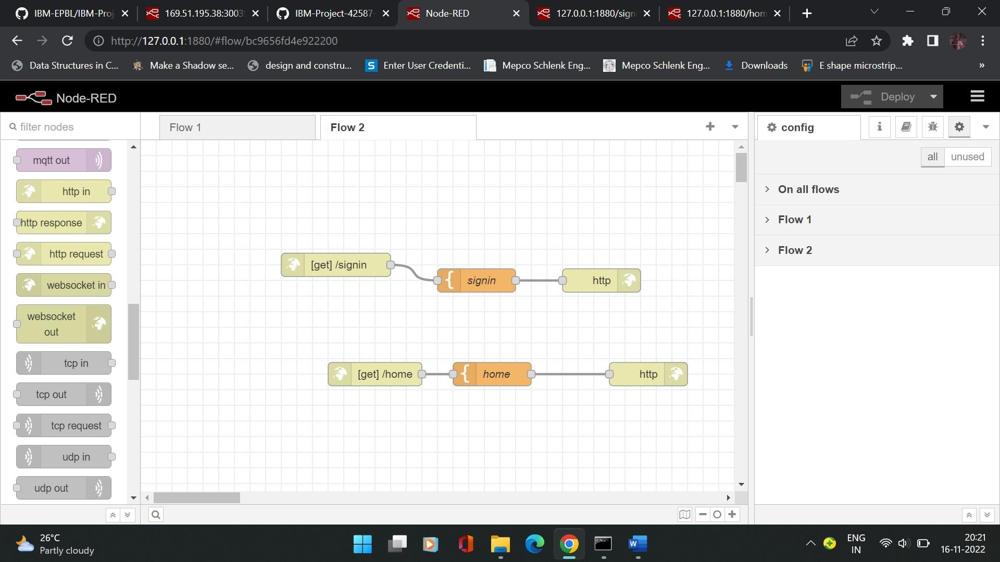 IBM-EPBL/IBM-Proj
169.51.195.38:3003
IBM-Project-42587-
Node-RED
127.0.0.1:1880/sign
127.0.0.1:1880/hom
http://127.0.0.1:1880/#flow/bc9656fd4e922200
Data Structures in C...
Make a Shadow se...
design and constru...
S
Enter User Credenti...
Mepco Schlenk Eng...
Mepco Schlenk Eng...
Downloads
E shape microstrip...
»
Node-RED
Deploy
filter nodes
Flow 1
Flow 2
config
all
unused
On all flows
Flow 1
Flow 2
mqtt out
http in
http response
http request
websocket in
websocket
out
tcp in
tcp out
tcp request
udp in
udp out
[get] /signin
signin
http
[get] /home
home
http
26°C
Partly cloudy
W
ENG
IN
20:21
16-11-2022